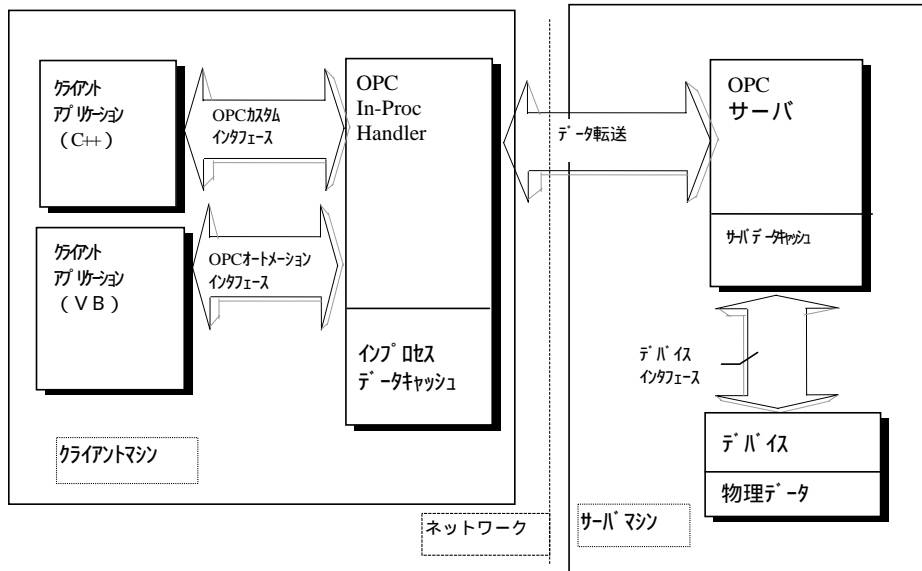 クライアント
アプリケーション
(C++)
OPCカスタム
インタフェース
OPC
In-Proc
Handler
データ転送
OPC
サーバ
サーバデータキャッシュ
クライアント
アプリケーション
(VB)
OPCオートメーション
インタフェース
インプロセス
データキャッシュ
デバイス
インタフェース
デバイス
物理データ
クライアントマシン
ネットワーク
サーバマシン